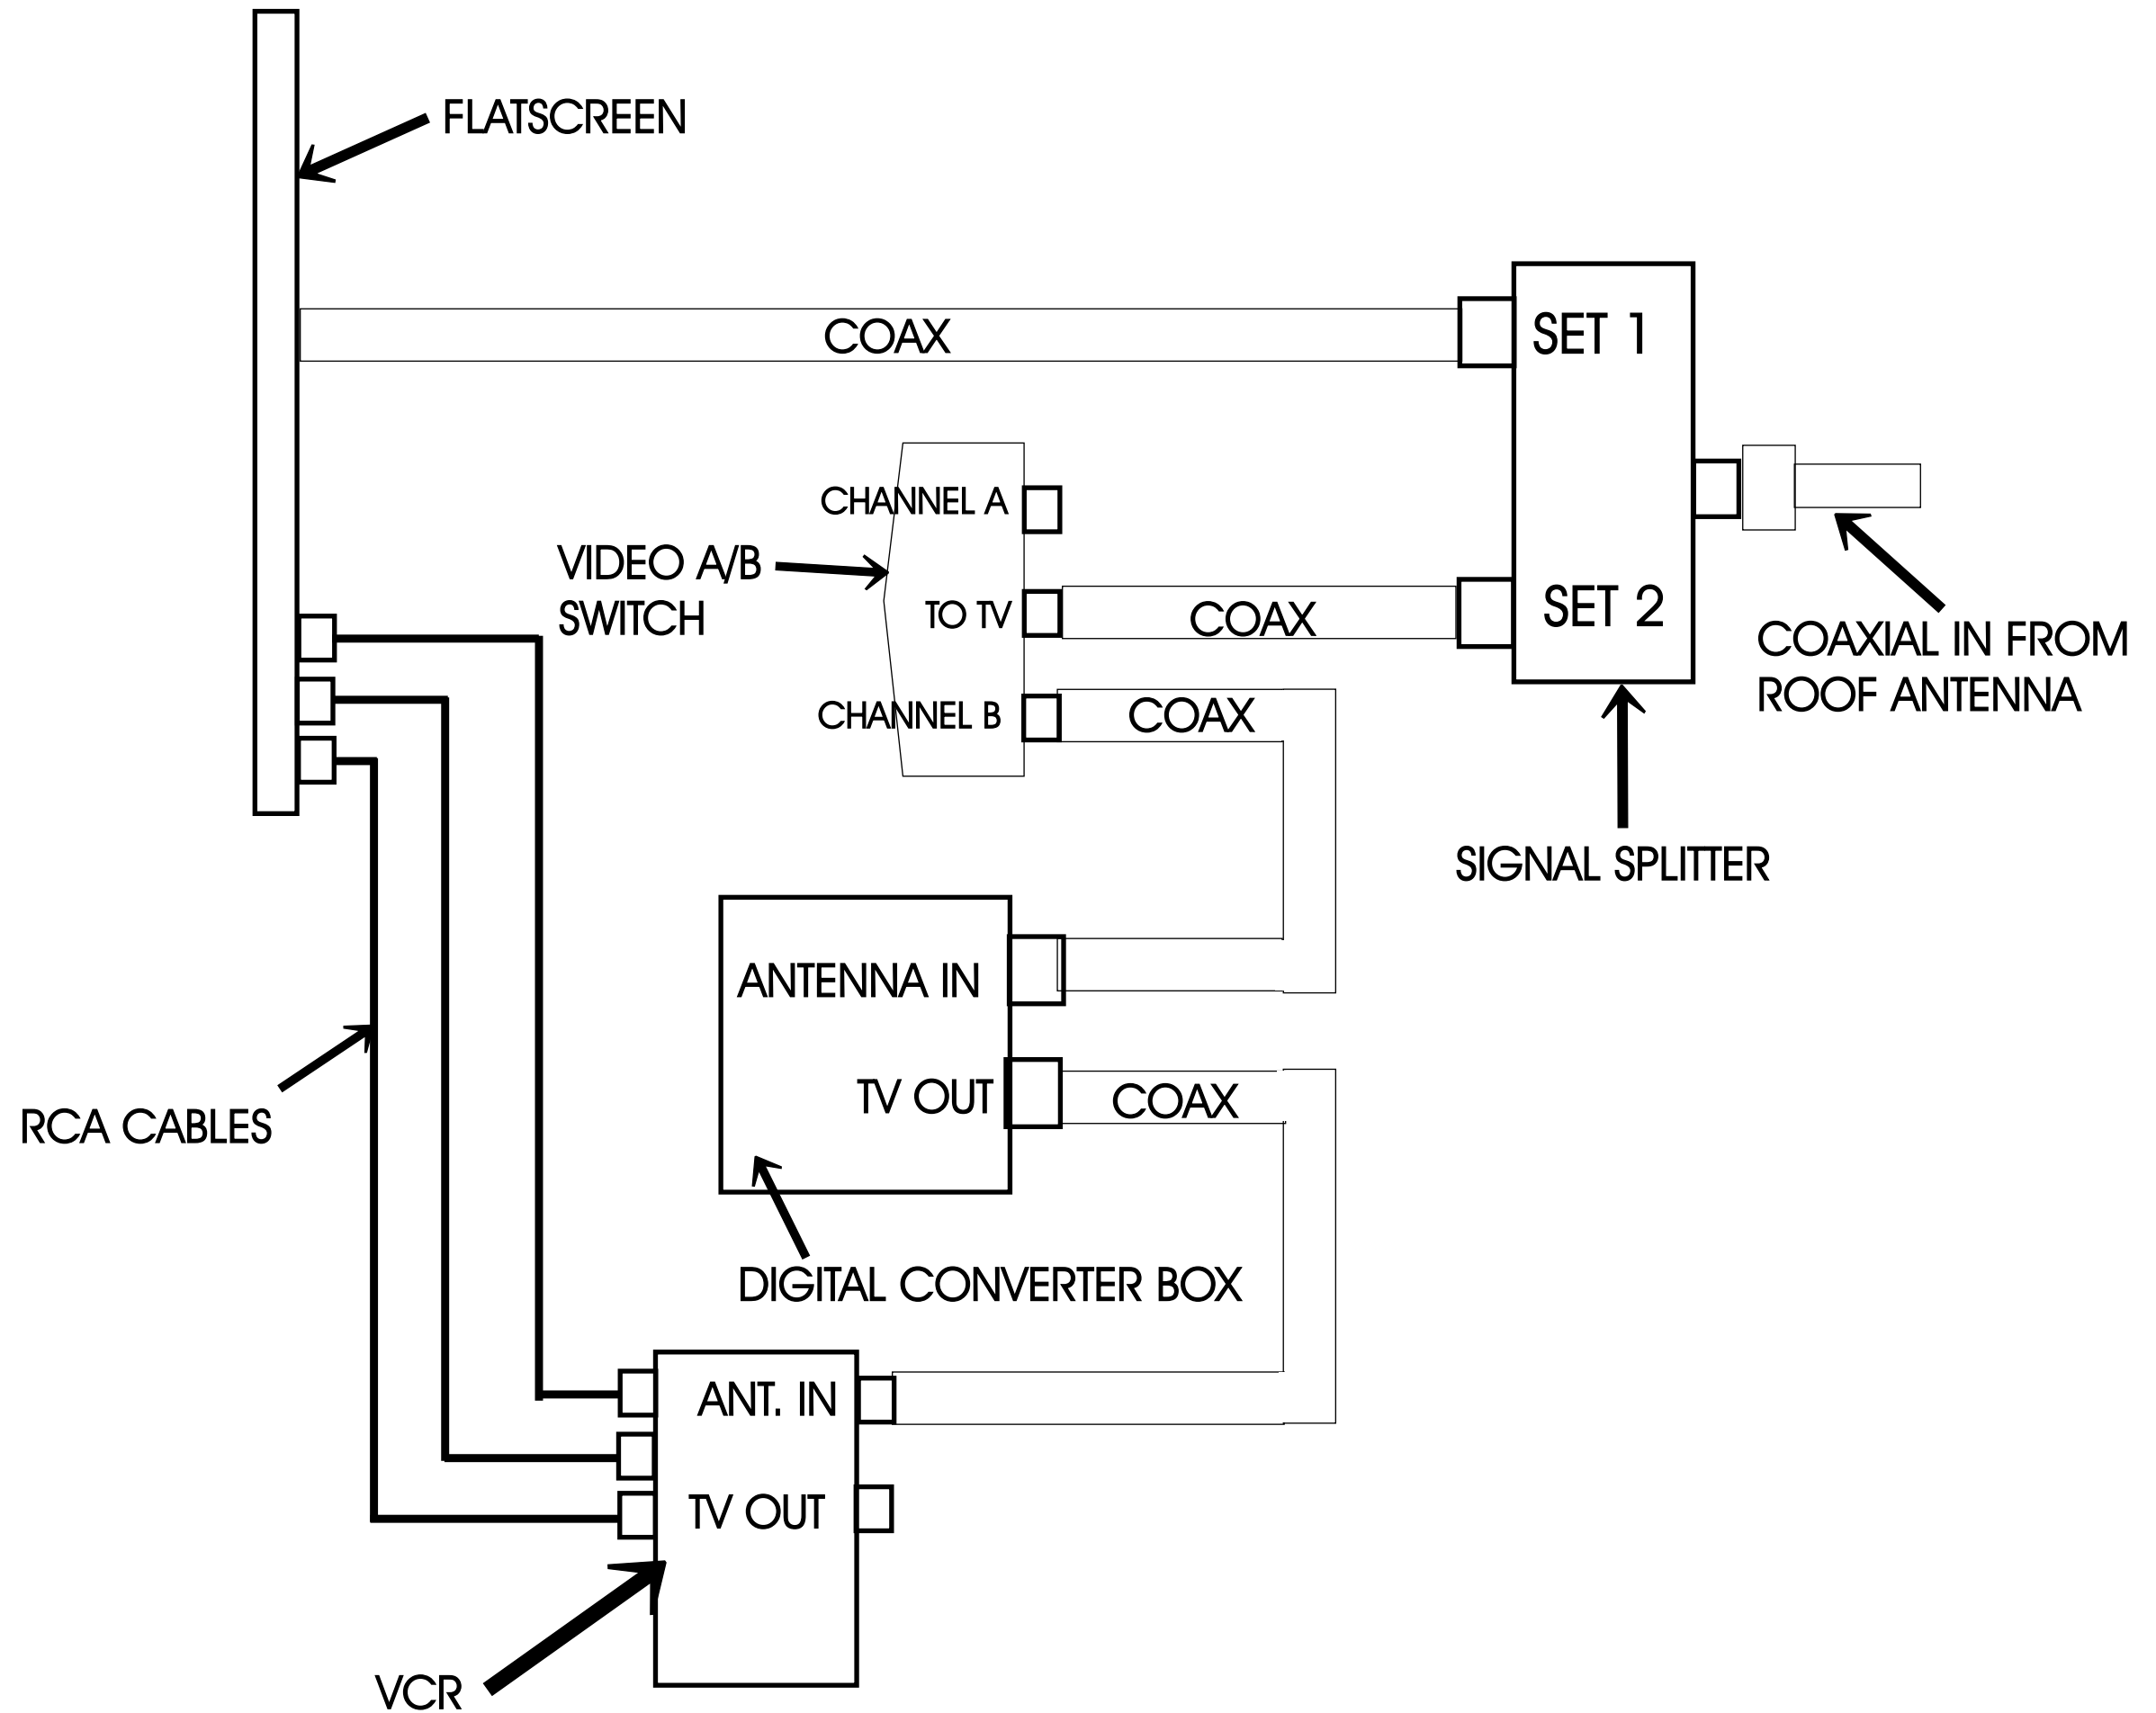 FLATSCREEN
COAX
SET 1
CHANNEL A
VIDEO A/B
SWITCH
TO TV
COAX
SET 2
COAXIAL IN FROM
ROOF ANTENNA
CHANNEL B
COAX
SIGNAL SPLITTER
ANTENNA IN
TV OUT
COAX
RCA CABLES
DIGITAL CONVERTER BOX
ANT. IN
TV OUT
VCR